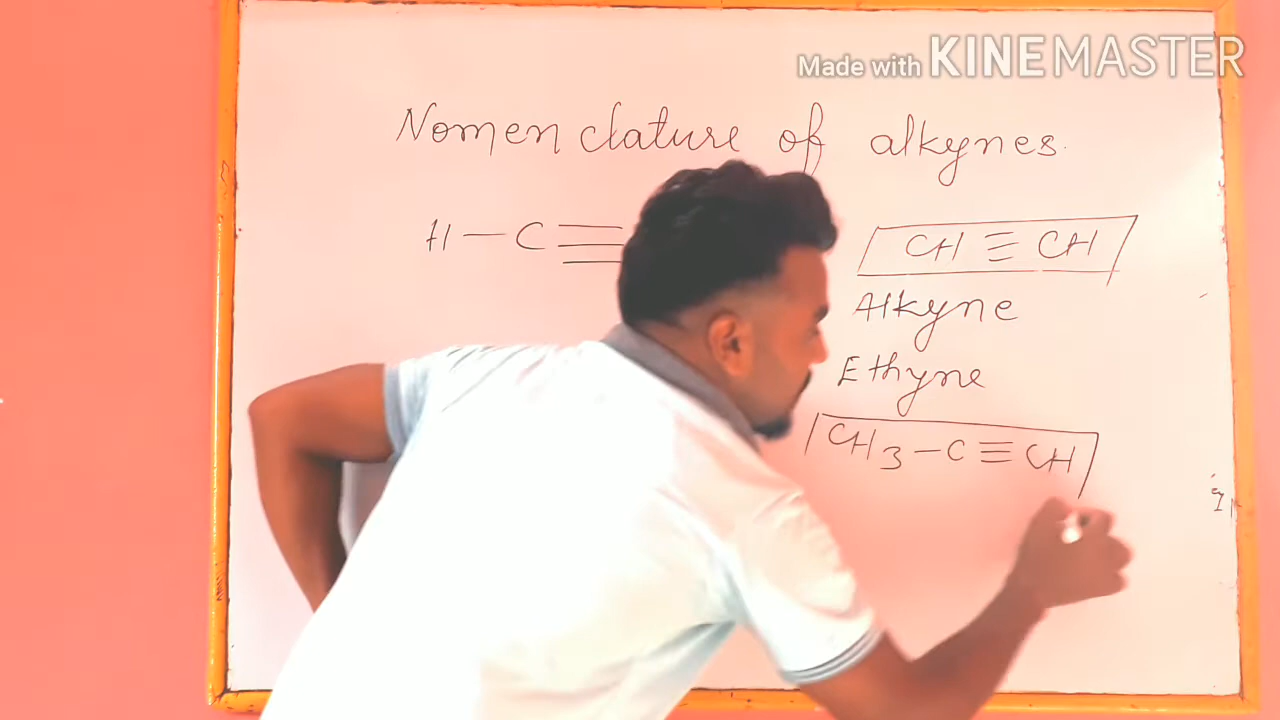 Made with KINEMASTER
Nomenclature of alkynes.
H — C ≡
CH ≡ CH
Alkyne
Ethyne
CH3 — C ≡ CH